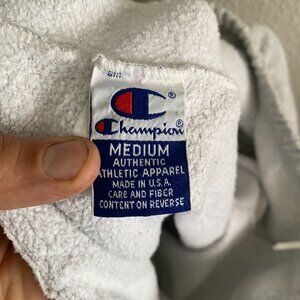 ®
Champion®
MEDIUM
AUTHENTIC
ATHLETIC APPAREL
MADE IN U.S.A.
CARE AND FIBER
CONTENT ON REVERSE